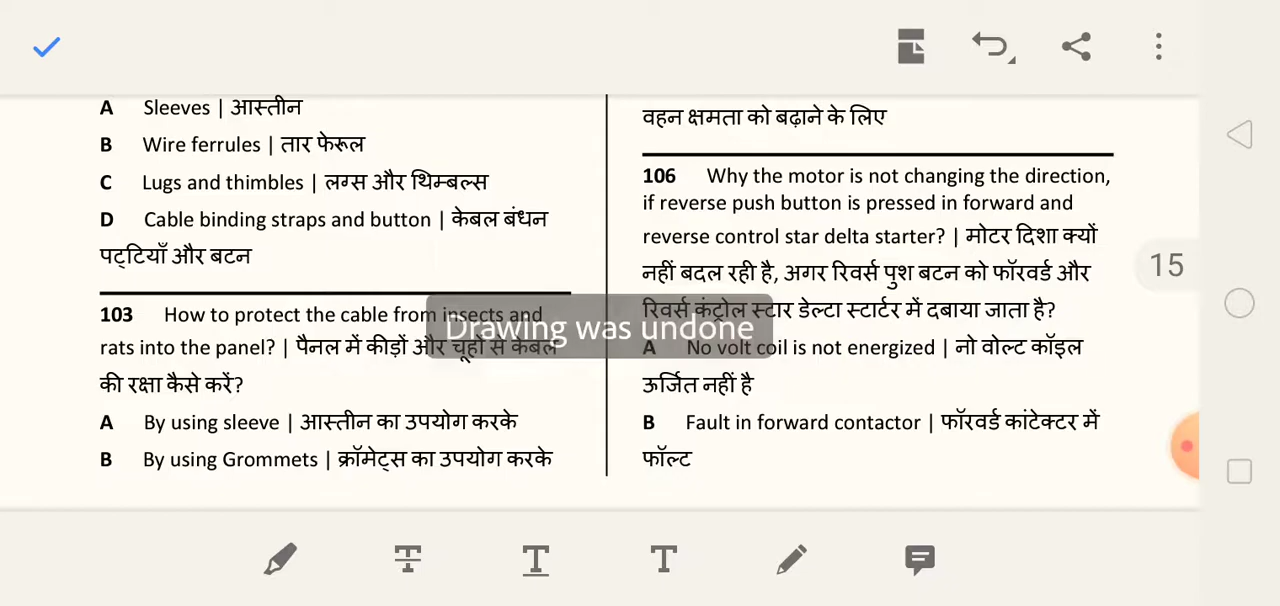 A Sleeves | आस्तीन
B Wire ferrules | तार फेरूल
C Lugs and thimbles | लग्स और थिम्बल्स
D Cable binding straps and button | केबल बंधन
पट्टियाँ और बटन
103 How to protect the cable from insects and
rats into the panel? | पैनल में कीड़ों और चूहों से केबल
की रक्षा कैसे करें?
A By using sleeve | आस्तीन का उपयोग करके
B By using Grommets | क्रॉमेट्स का उपयोग करके
वहन क्षमता को बढ़ाने के लिए
106 Why the motor is not changing the direction,
if reverse push button is pressed in forward and
reverse control star delta starter? | मोटर दिशा क्यों
नहीं बदल रही है, अगर रिवर्स पुश बटन को फॉरवर्ड और
रिवर्स कंट्रोल स्टार डेल्टा स्टार्टर में दबाया जाता है?
A No volt coil is not energized | नो वोल्ट कॉइल
ऊर्जित नहीं है
B Fault in forward contactor | फॉरवर्ड कांटेक्टर में
फॉल्ट
15
Drawing was undone